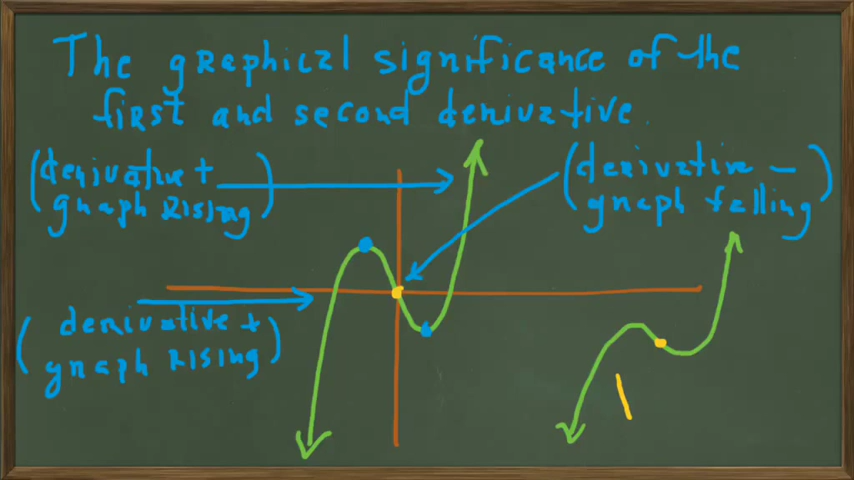 The graphical significance of the
first and second derivative.
(derivative +
graph rising)
(derivative –
graph falling)
(derivative +
graph rising)